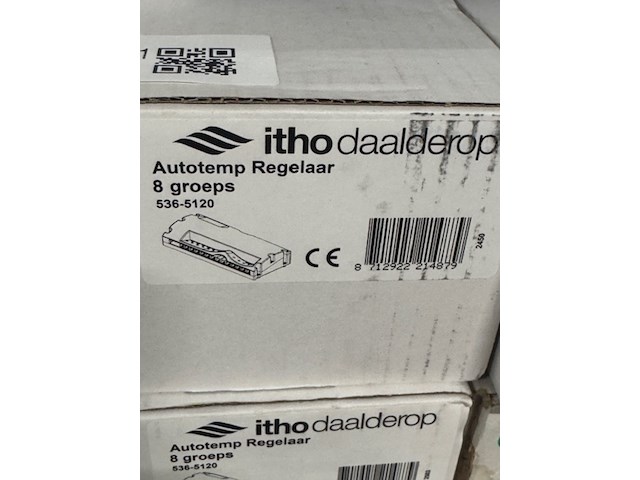 1
itho daalderop
Autotemp Regelaar
8 groeps
536-5120
CE
8 712922 214879
2450
itho daalderop
Autotemp Regelaar
8 groeps
536-5120